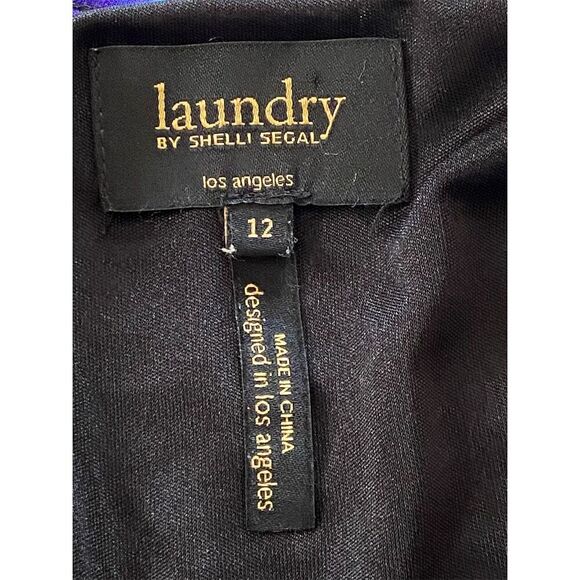 laundry
BY SHELLI SEGAL
los angeles
12
MADE IN CHINA
designed in los angeles